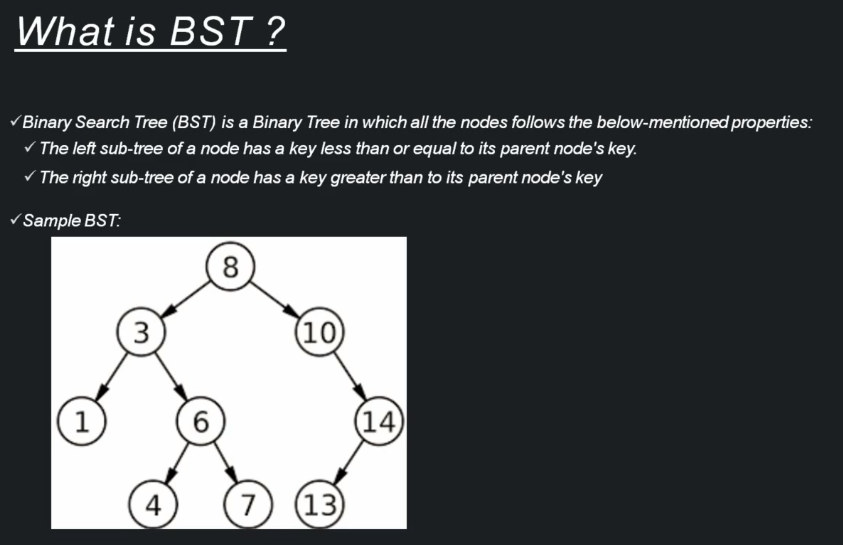 What is BST ?
✓Binary Search Tree (BST) is a Binary Tree in which all the nodes follows the below-mentioned properties:
✓ The left sub-tree of a node has a key less than or equal to its parent node's key.
✓ The right sub-tree of a node has a key greater than to its parent node's key
✓Sample BST:
8
3 10
1 6 14
4 7 13